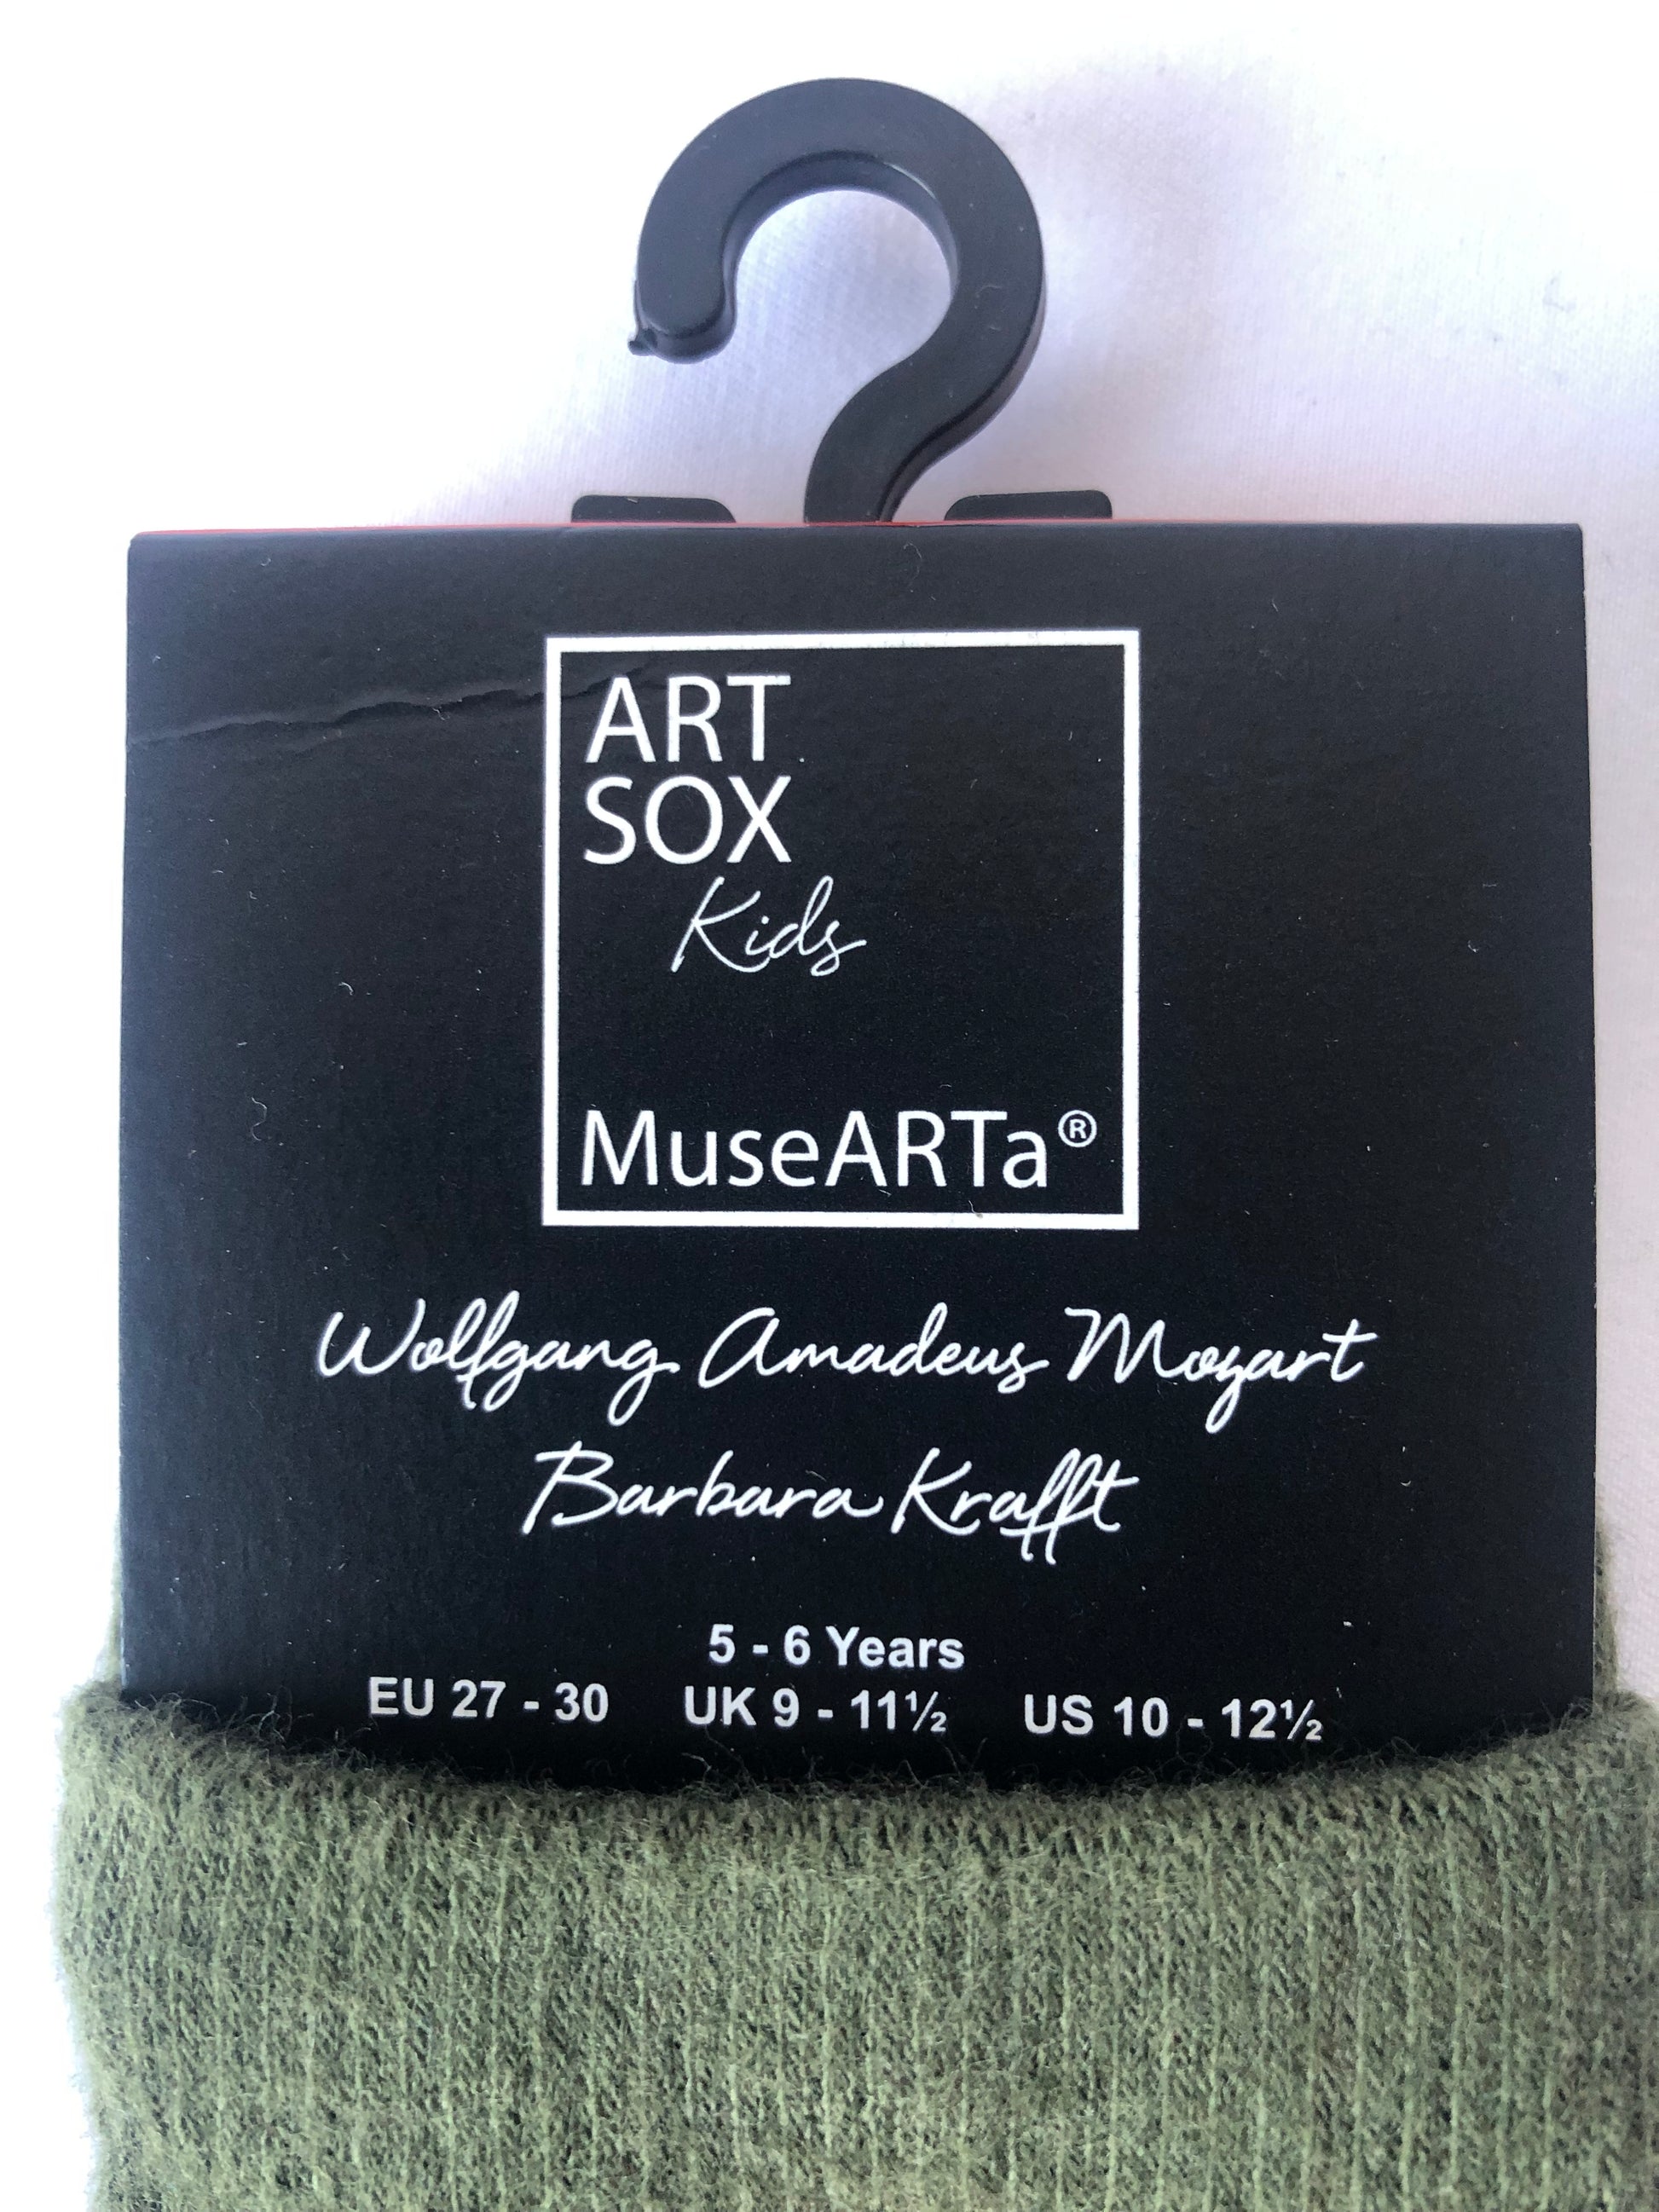 ART
SOX
Kids
MuseARTa®
Wolfgang Amadeus Mozart
Barbara Krafft
5 - 6 Years
EU 27 - 30 UK 9 - 11½ US 10 - 12½